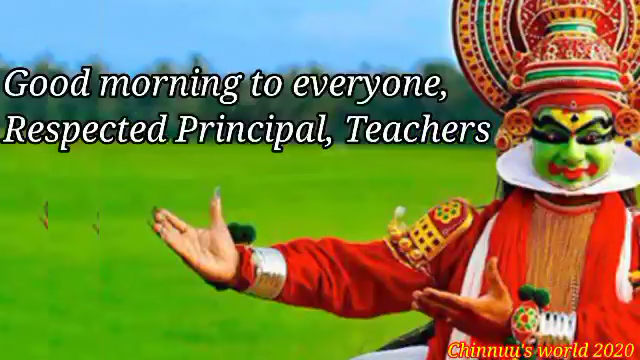 Good morning to everyone,
Respected Principal, Teachers
Chinnuu's world 2020